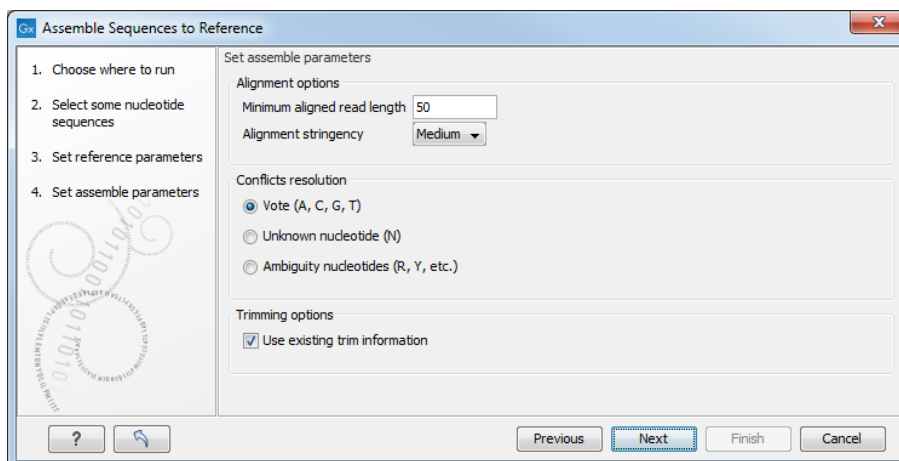 Gx Assemble Sequences to Reference
1. Choose where to run
2. Select some nucleotide
sequences
3. Set reference parameters
4. Set assemble parameters
Set assemble parameters
Alignment options
Minimum aligned read length 50
Alignment stringency Medium
Conflicts resolution
Vote (A, C, G, T)
Unknown nucleotide (N)
Ambiguity nucleotides (R, Y, etc.)
Trimming options
Use existing trim information
?
Previous Next Finish Cancel